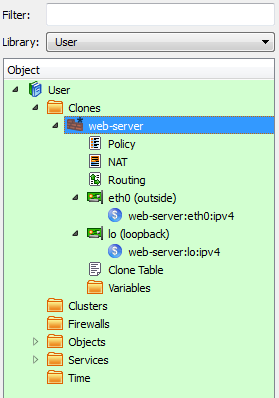 Filter:
Library: User
Object
User
Clones
web-server
Policy
NAT
Routing
eth0 (outside)
web-server:eth0:ipv4
lo (loopback)
web-server:lo:ipv4
Clone Table
Variables
Clusters
Firewalls
Objects
Services
Time